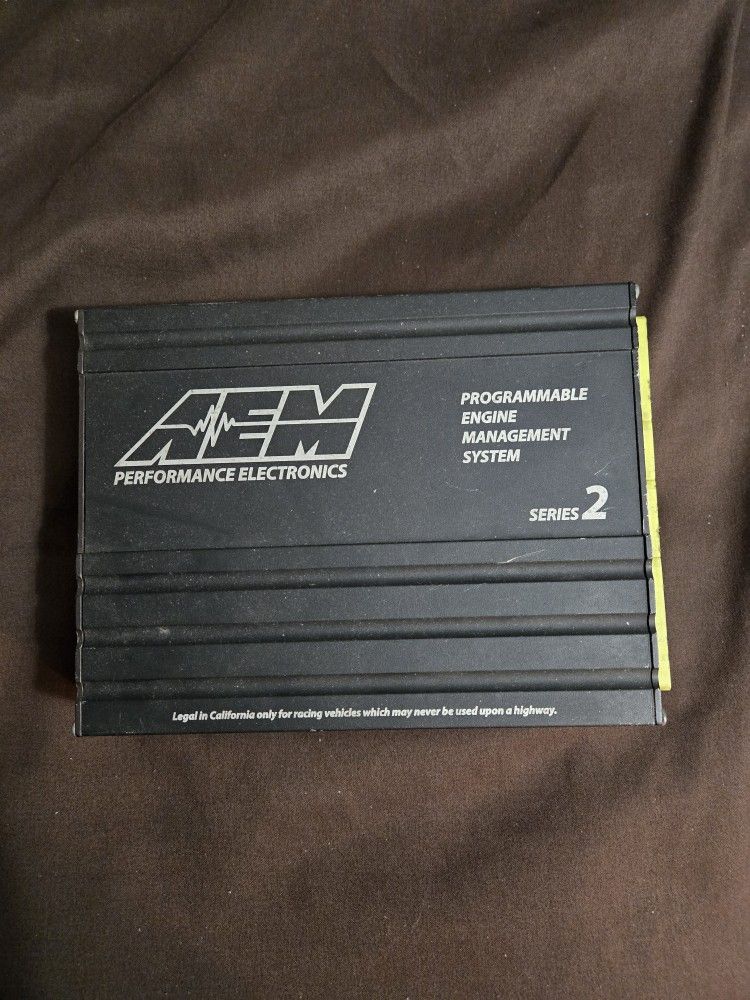 AEM
PERFORMANCE ELECTRONICS
PROGRAMMABLE
ENGINE
MANAGEMENT
SYSTEM
SERIES 2
Legal in California only for racing vehicles which may never be used upon a highway.